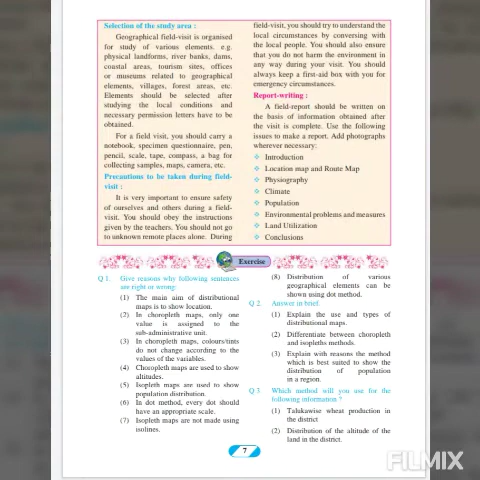 Selection of the study area :
Geographical field-visit is organised
for study of various elements. e.g.
physical landforms, river banks, dams,
coastal areas, tourism sites, offices
or museums related to geographical
elements, villages, forest areas, etc.
Elements should be selected after
studying the local conditions and
necessary permission letters have to be
obtained.
For a field visit, you should carry a
notebook, specimen questionnaire, pen,
pencil, scale, tape, compass, a bag for
collecting samples, maps, camera, etc.
Precautions to be taken during field-
visit :
It is very important to ensure safety
of ourselves and others during a field-
visit. You should obey the instructions
given by the teachers. You should not go
to unknown remote places alone. During
field-visit, you should try to understand the
local circumstances by conversing with
the local people. You should also ensure
that you do not harm the environment in
any way during your visit. You should
always keep a first-aid box with you for
emergency circumstances.
Report-writing :
A field-report should be written on
the basis of information obtained after
the visit is complete. Use the following
issues to make a report. Add photographs
wherever necessary:
Introduction
Location map and Route Map
Physiography
Climate
Population
Environmental problems and measures
Land Utilization
Conclusions
Exercise
Q 1. Give reasons why following sentences
are right or wrong:
(1) The main aim of distributional
maps is to show location.
(2) In choropleth maps, only one
value is assigned to the
sub-administrative unit.
(3) In choropleth maps, colours/tints
do not change according to the
values of the variables.
(4) Choropleth maps are used to show
altitudes.
(5) Isopleth maps are used to show
population distribution.
(6) In dot method, every dot should
have an appropriate scale.
(7) Isopleth maps are not made using
isolines.
(8) Distribution of various
geographical elements can be
shown using dot method.
Q 2. Answer in brief:
(1) Explain the use and types of
distributional maps.
(2) Differentiate between choropleth
and isopleths methods.
(3) Explain with reasons the method
which is best suited to show the
distribution of population
in a region.
Q 3 Which method will you use for the
following information ?
(1) Talukawise wheat production in
the district
(2) Distribution of the altitude of the
land in the district.
7
FILMIX